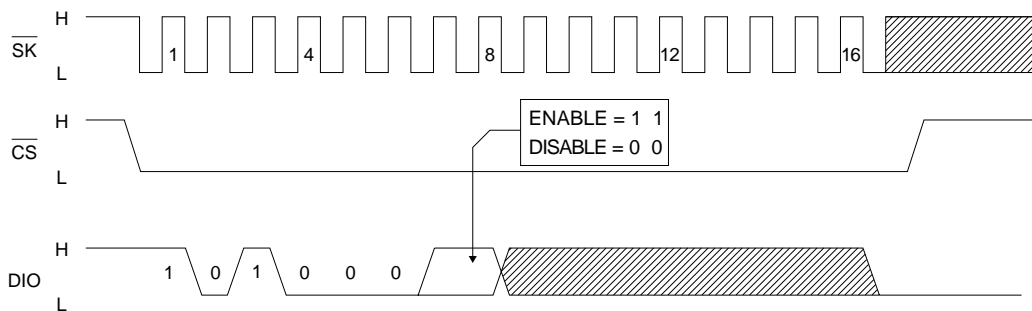 H
SK
L
1 4 8 12 16
H
CS
L
ENABLE = 1 1
DISABLE = 0 0
H
DIO
L
1 0 1 0 0 0